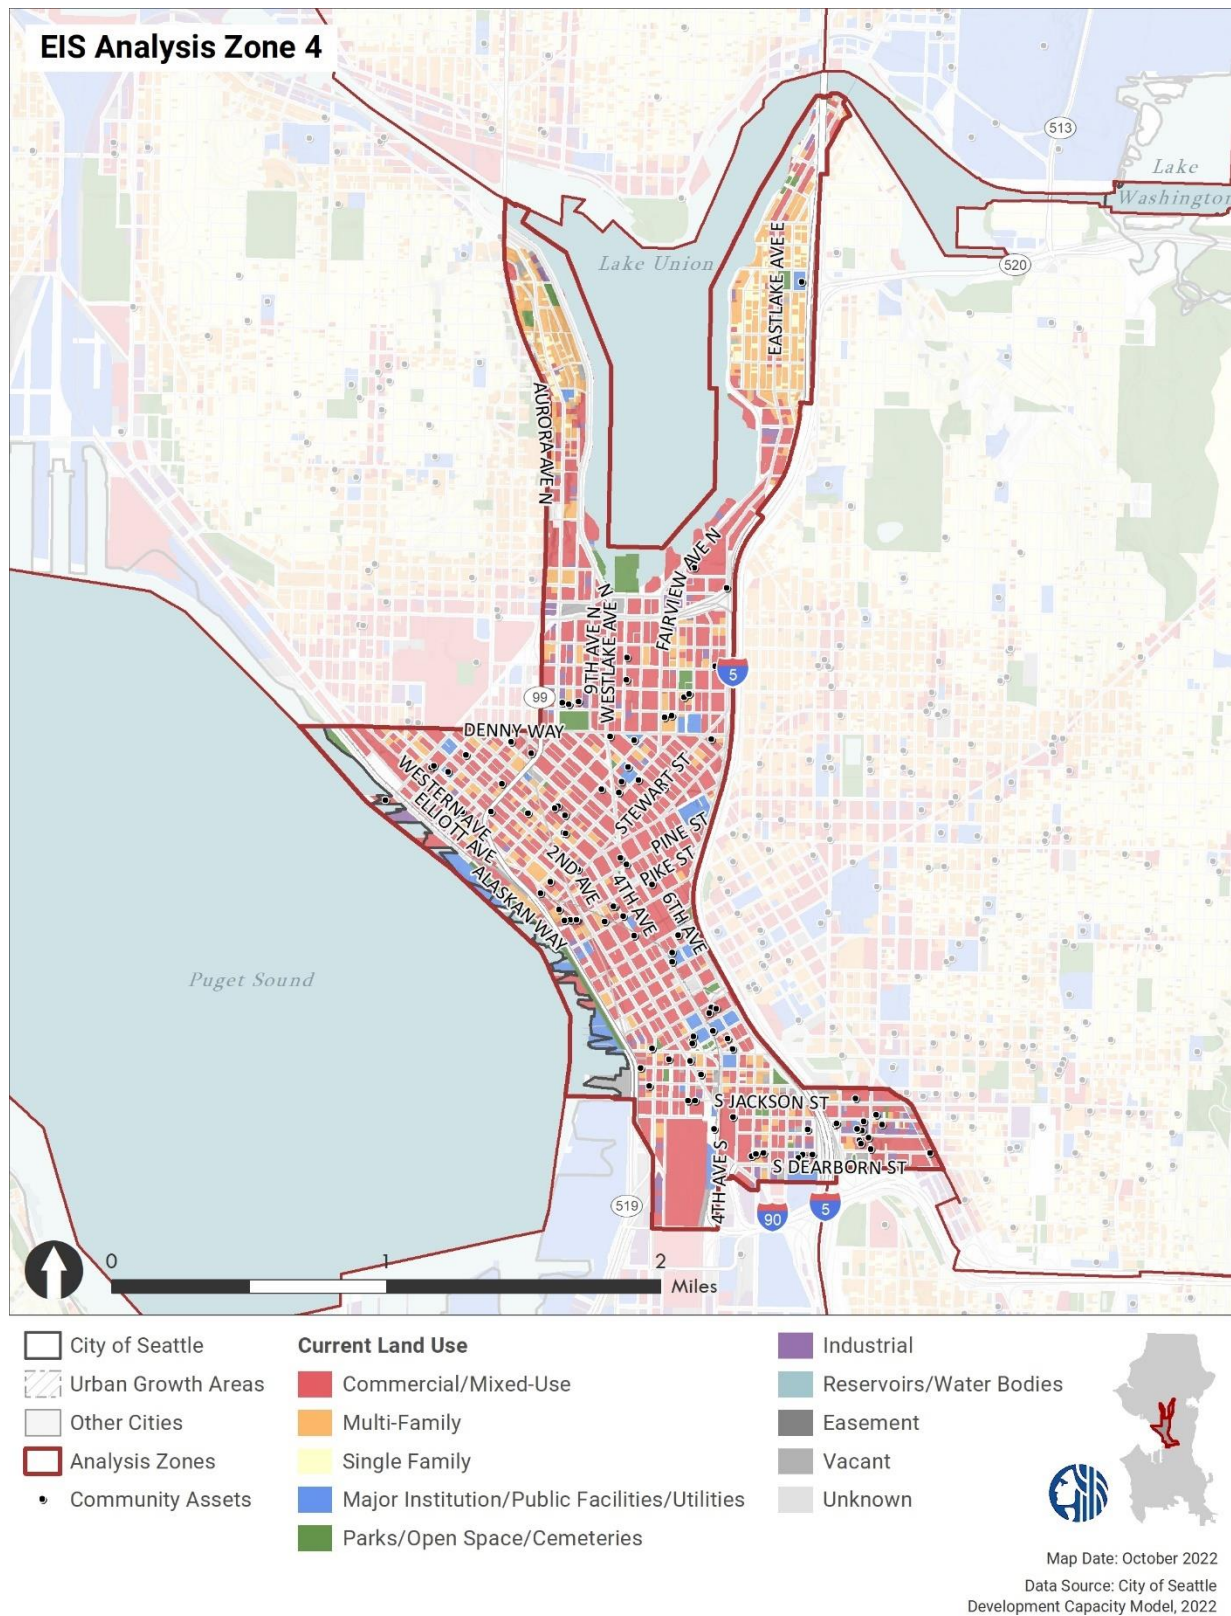 EIS Analysis Zone 4
513
Lake
Washington
Lake Union
520
EASTLAKE AVE E
AURORA AVE N
FAIRVIEW AVE N
9TH AVE N
WESTLAKE AVE N
5
99
DENNY WAY
WESTERN AVE
ELLIOTT AVE
STEWART ST
PINE ST
PIKE ST
2ND AVE
4TH AVE
6TH AVE
ALASKAN WAY
Puget Sound
S JACKSON ST
S DEARBORN ST
4TH AVE S
519
90
5
0 1 2
Miles
City of Seattle
Urban Growth Areas
Other Cities
Analysis Zones
Community Assets
Current Land Use
Commercial/Mixed-Use
Multi-Family
Single Family
Major Institution/Public Facilities/Utilities
Parks/Open Space/Cemeteries
Industrial
Reservoirs/Water Bodies
Easement
Vacant
Unknown
Map Date: October 2022
Data Source: City of Seattle
Development Capacity Model, 2022